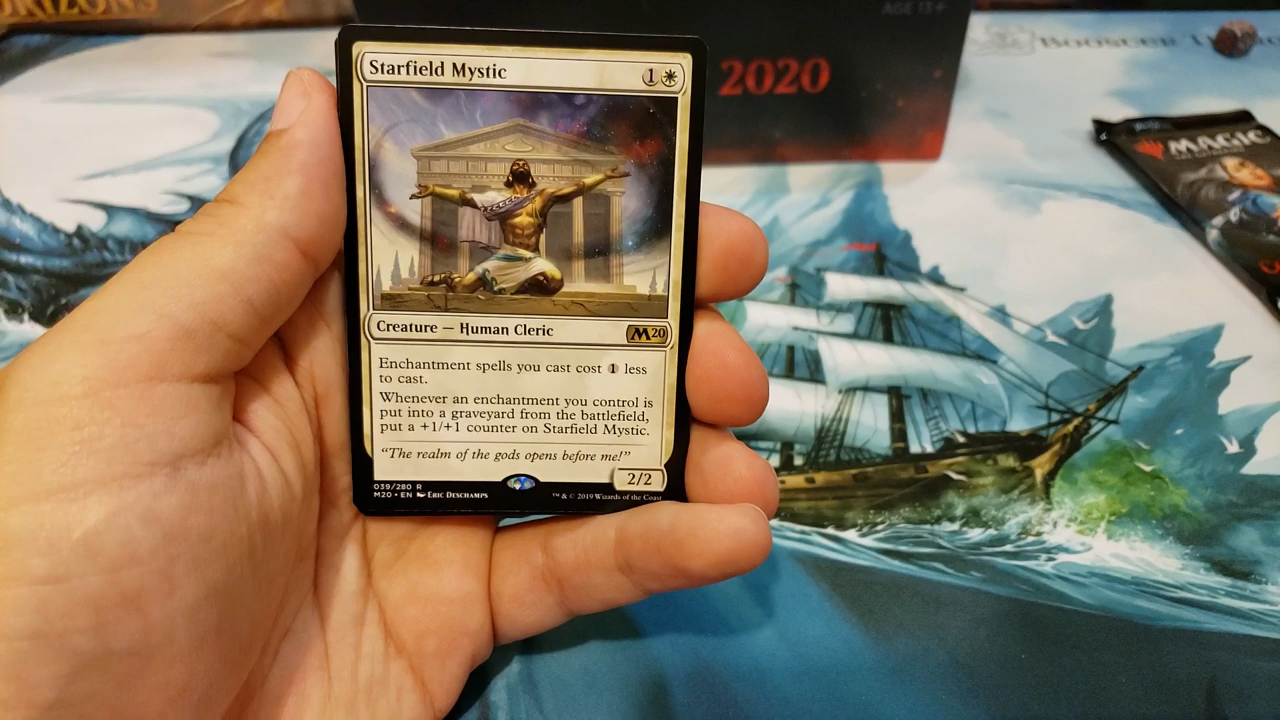 RIZONS
AGE 13+
2020
BOOSTER
MAGIC
Starfield Mystic
1
Creature — Human Cleric
M20
Enchantment spells you cast cost 1 less
to cast.
Whenever an enchantment you control is
put into a graveyard from the battlefield,
put a +1/+1 counter on Starfield Mystic.
“The realm of the gods opens before me!”
2/2
039/280 R
M20 • EN ERIC DESCHAMPS
™ & © 2019 Wizards of the Coast